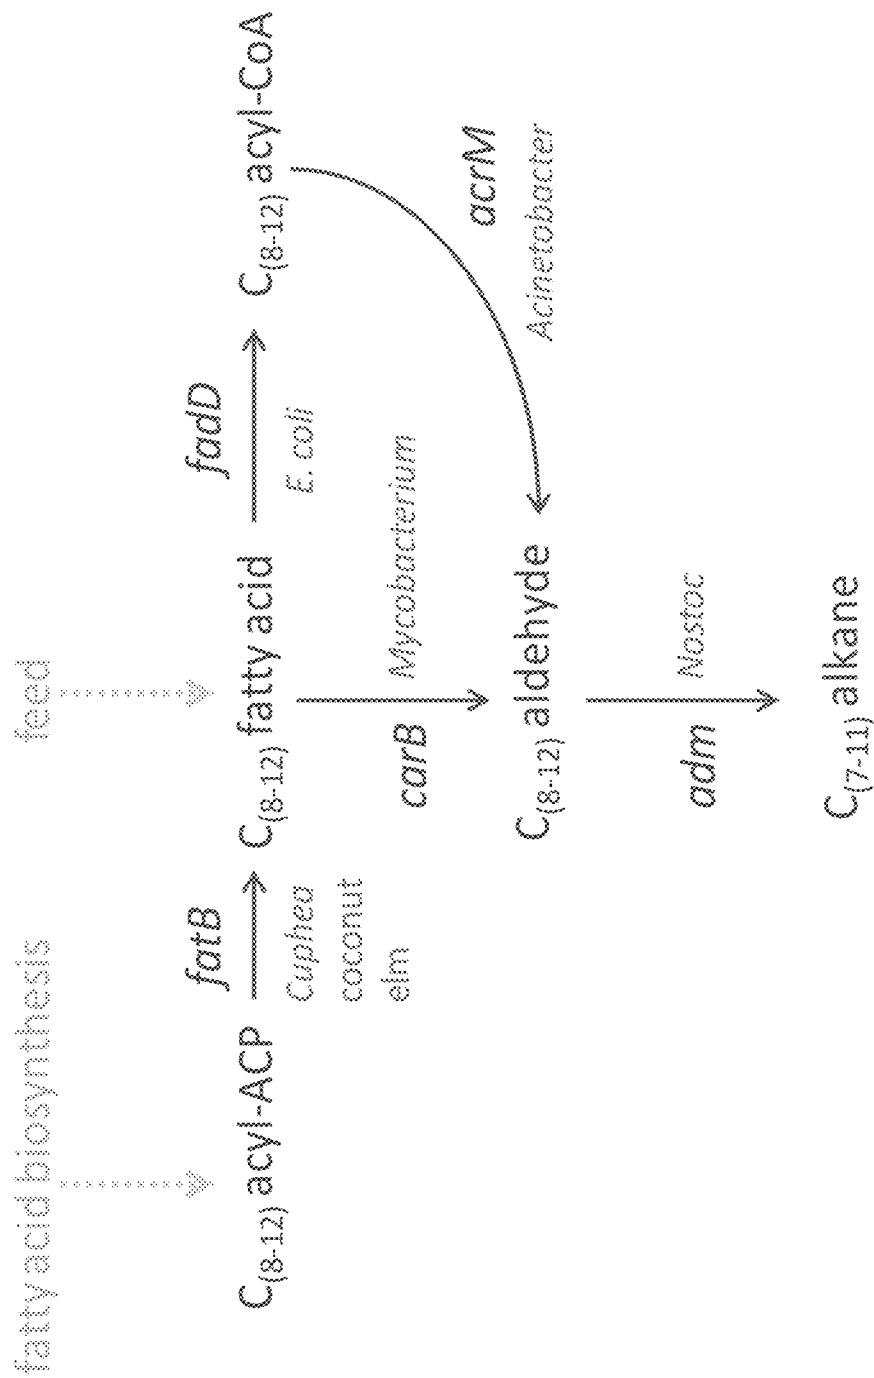 fatty acid biosynthesis
feed
fatB
fadD
C(8-12) acyl-ACP
C(8-12) fatty acid
C(8-12) acyl-CoA
Cuphea
coconut
elm
E. coli
carB
Mycobacterium
acrM
Acinetobacter
C(8-12) aldehyde
adm
Nostoc
C(7-11) alkane